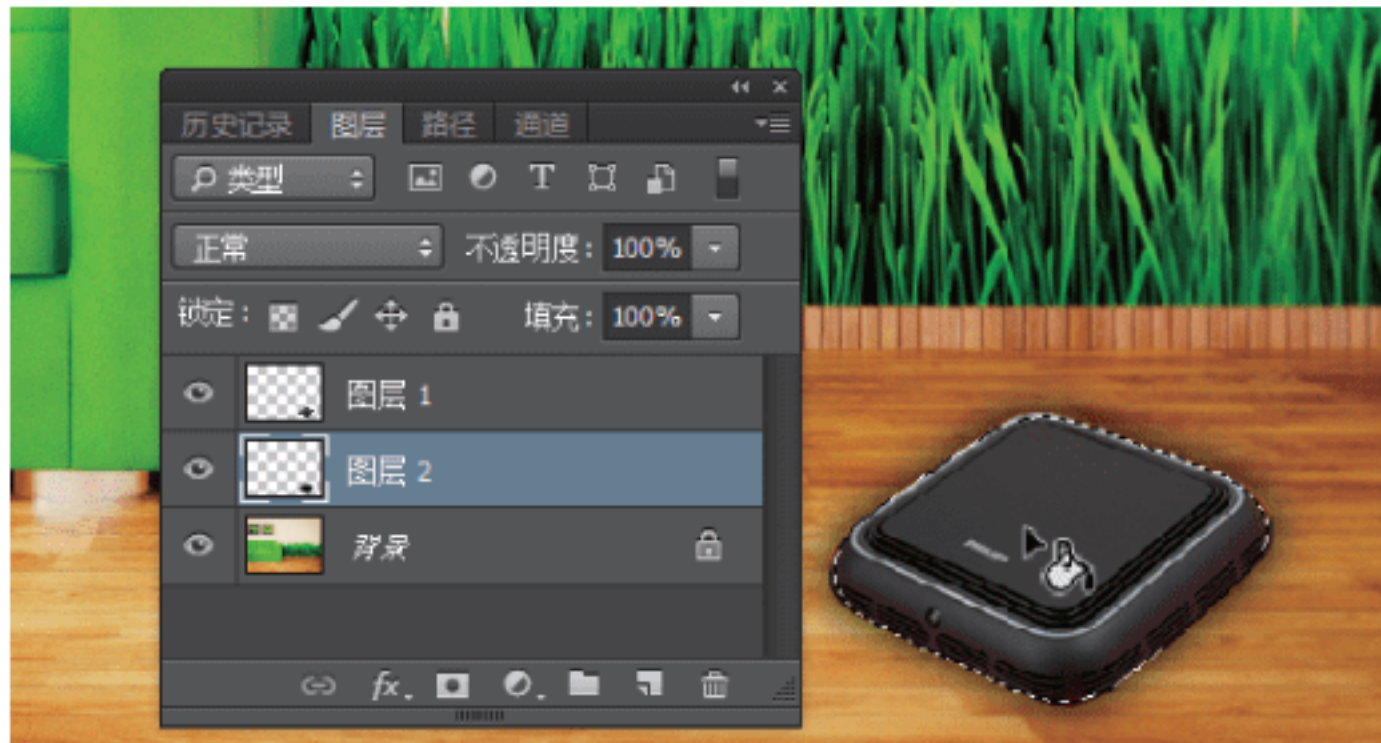 历史记录 图层 路径 通道
类型 T
正常 不透明度: 100%
锁定: 填充: 100%
图层 1
图层 2
背景
fx.